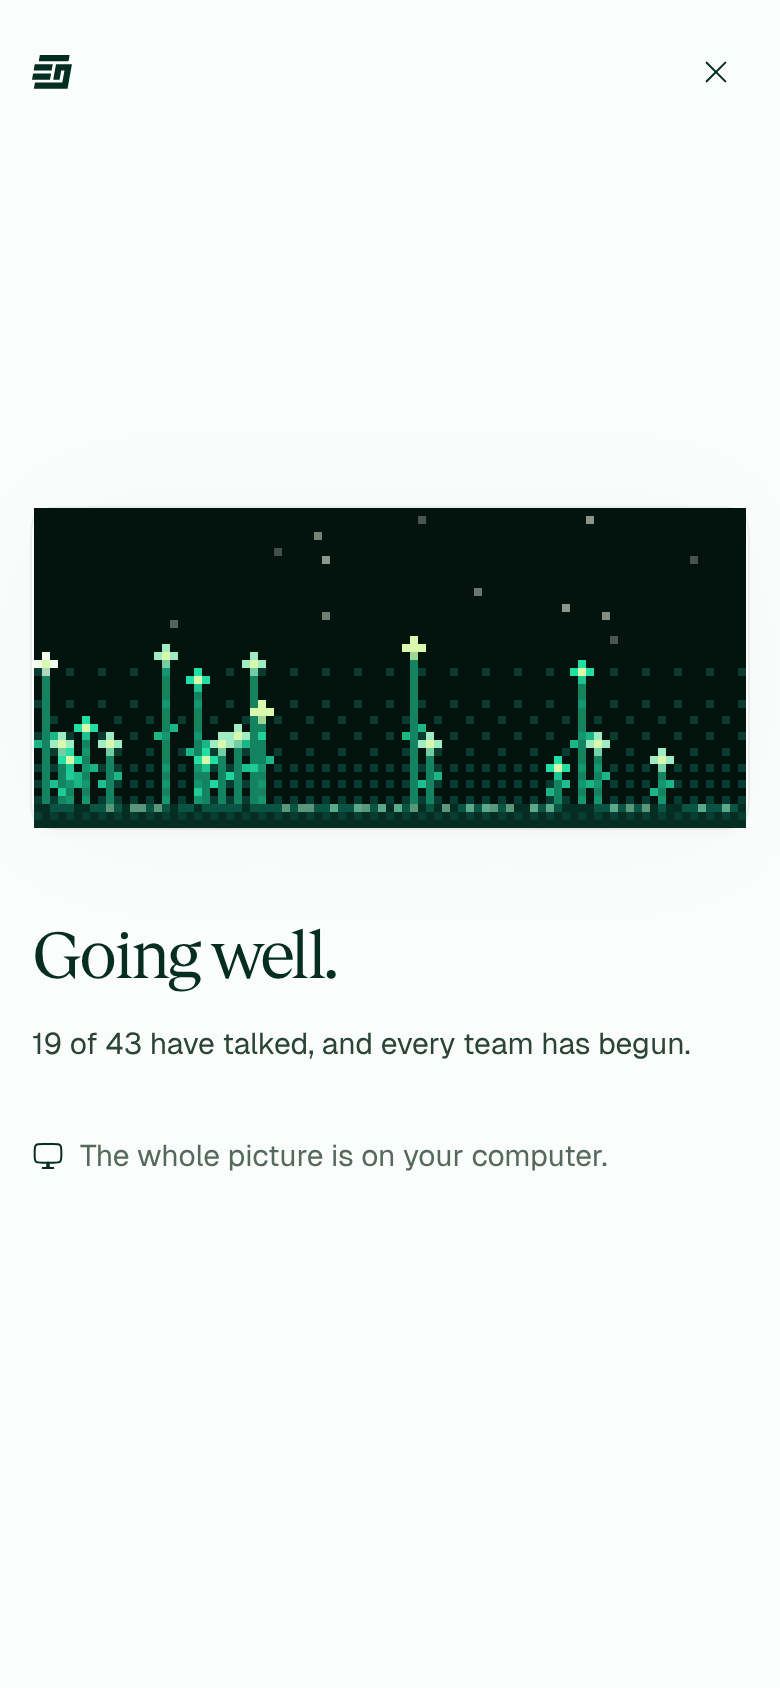 Going well.
19 of 43 have talked, and every team has begun.
The whole picture is on your computer.